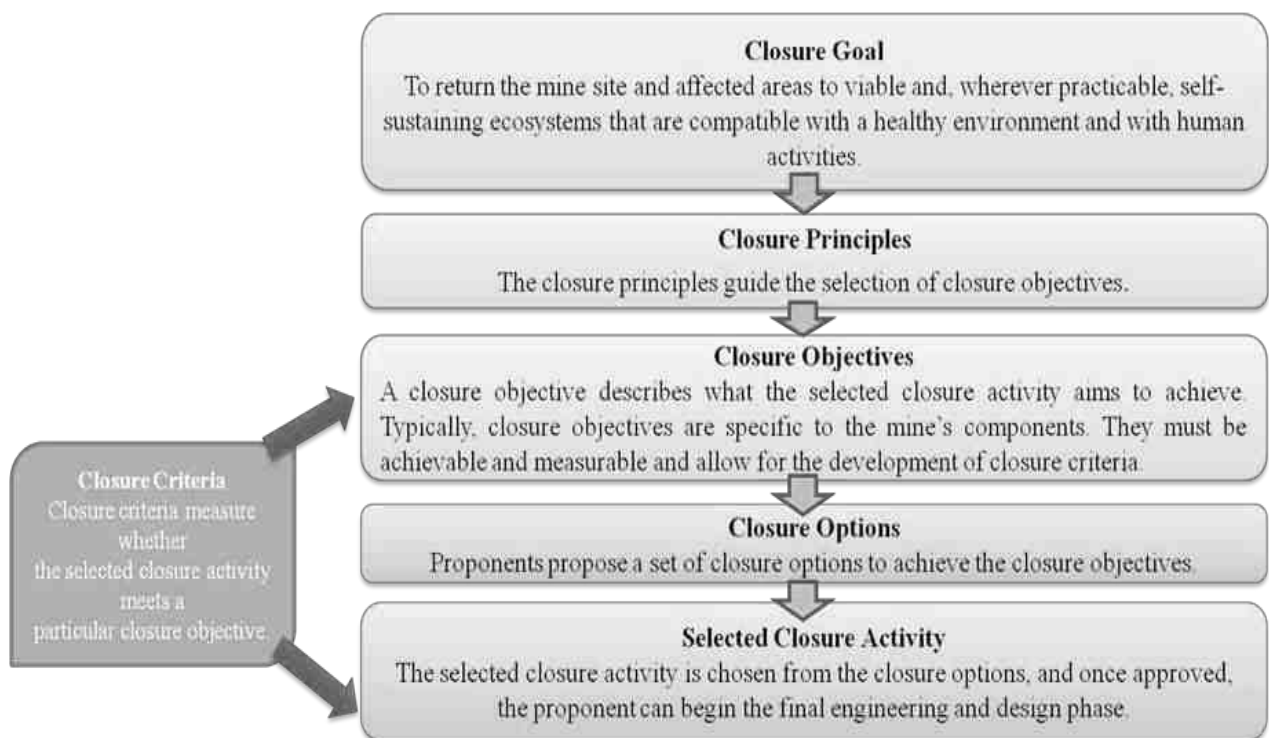 Closure Goal
To return the mine site and affected areas to viable and, wherever practicable, self-
sustaining ecosystems that are compatible with a healthy environment and with human
activities.
Closure Principles
The closure principles guide the selection of closure objectives.
Closure Objectives
A closure objective describes what the selected closure activity aims to achieve.
Typically, closure objectives are specific to the mine's components. They must be
achievable and measurable and allow for the development of closure criteria.
Closure Criteria
Closure criteria measure
whether
the selected closure activity
meets a
particular closure objective.
Closure Options
Proponents propose a set of closure options to achieve the closure objectives.
Selected Closure Activity
The selected closure activity is chosen from the closure options, and once approved,
the proponent can begin the final engineering and design phase.